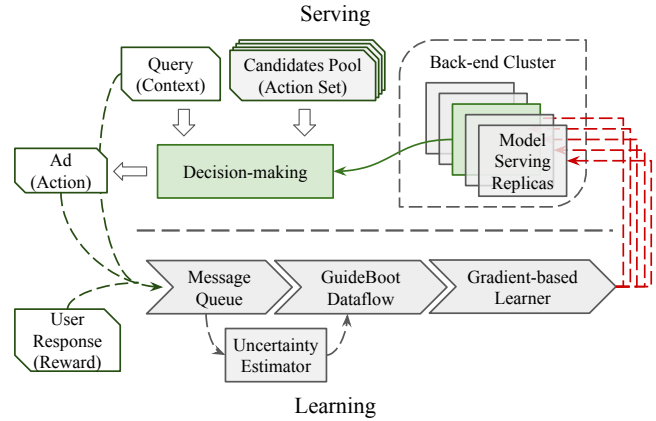 Serving
Query
(Context)
Candidates Pool
(Action Set)
Back-end Cluster
Model
Serving
Replicas
Ad
(Action)
Decision-making
Message
Queue
GuideBoot
Dataflow
Gradient-based
Learner
User
Response
(Reward)
Uncertainty
Estimator
Learning